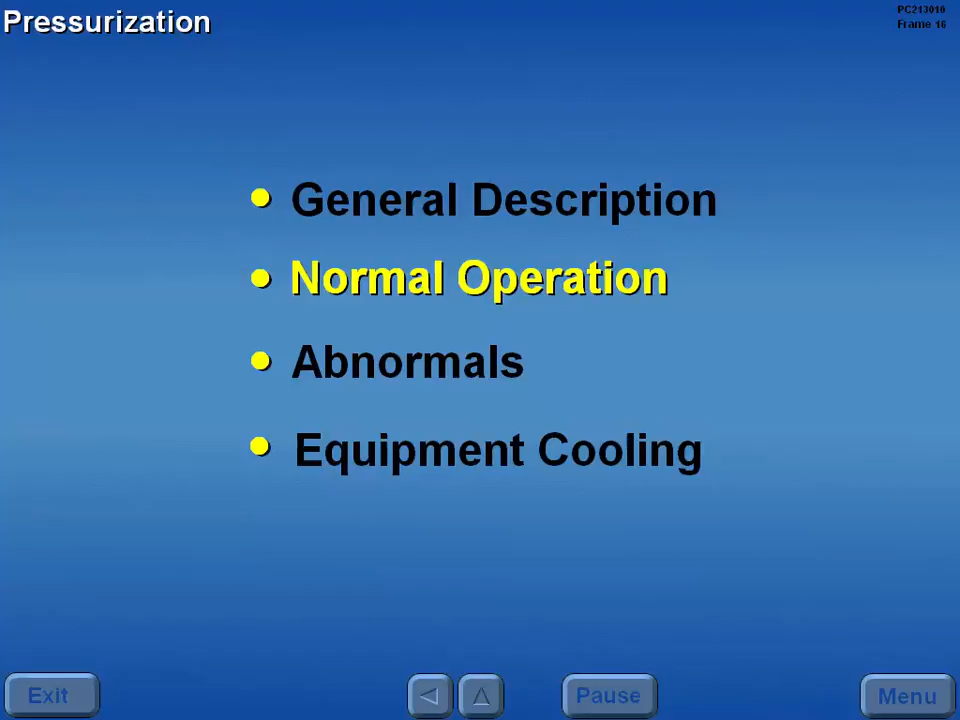 Pressurization
PC213010
Frame 16
General Description
Normal Operation
Abnormals
Equipment Cooling
Exit
Pause
Menu